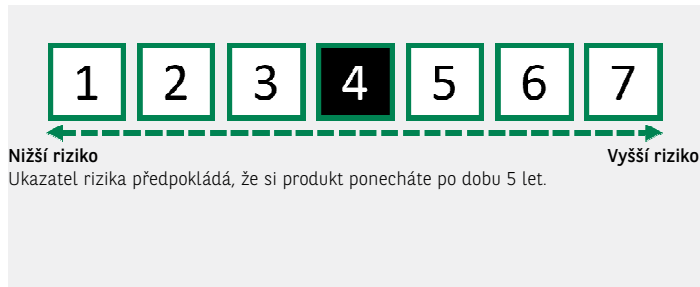 1 2 3 4 5 6 7
Nižší riziko Vyšší riziko
Ukazatel rizika předpokládá, že si produkt ponecháte po dobu 5 let.